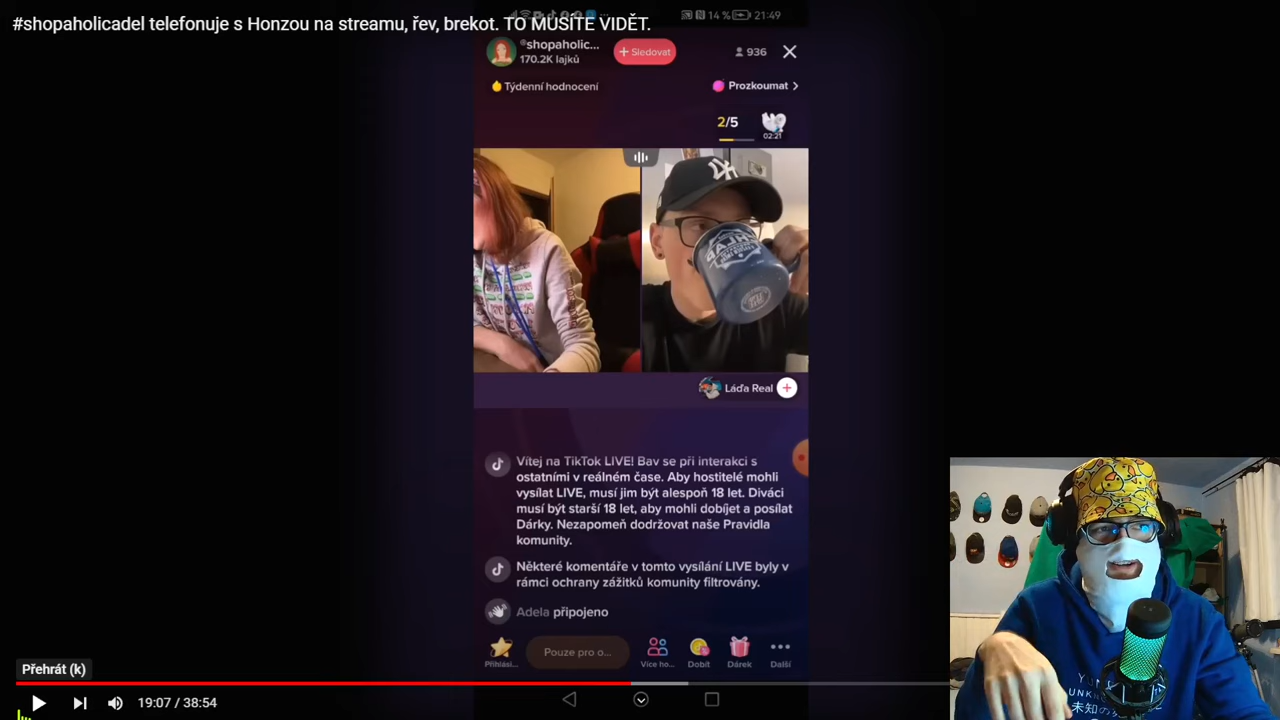 #shopaholicadel telefonuje s Honzou na streamu, řev, brekot. TO MUSÍTE VIDĚT.
14 % 21:49
°shopaholic...
170.2K lajků
+ Sledovat
936
Týdenní hodnocení
Prozkoumat >
2/5
02:21
Láďa Real
Vítej na TikTok LIVE! Bav se při interakci s
ostatními v reálném čase. Aby hostitelé mohli
vysílat LIVE, musí jim být alespoň 18 let. Diváci
musí být starší 18 let, aby mohli dobíjet a posílat
Dárky. Nezapomeň dodržovat naše Pravidla
komunity.
Některé komentáře v tomto vysílání LIVE byly v
rámci ochrany zážitků komunity filtrovány.
Adela připojeno
Přihlási...
Pouze pro o...
Více ho...
Dobít
Dárek
Další
Přehrát (k)
19:07 / 38:54
UNKNOWN